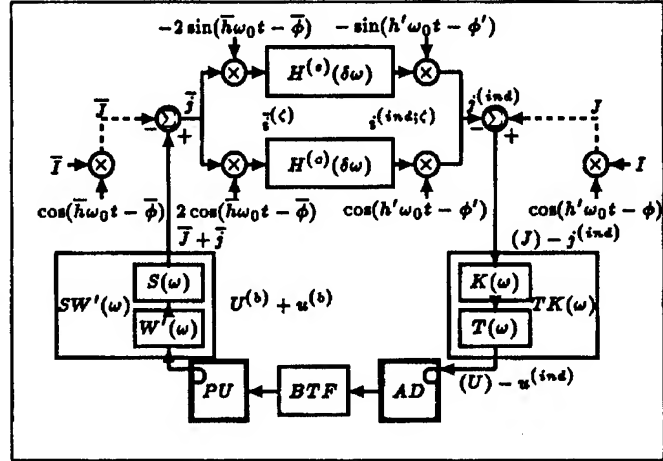 −2 sin(h̅ω₀t − φ̅) − sin(h′ω₀t − φ′)
H⁽ˢ⁾(δω)
J̅ j̅ i̅⁽ζ⁾ i⁽ⁱⁿᵈ;ζ⁾ j⁽ⁱⁿᵈ⁾ J
Σ − + Σ − +
I̅ H⁽ᶜ⁾(δω) I
cos(h̅ω₀t − φ̅) 2 cos(h̅ω₀t − φ̅) cos(h′ω₀t − φ′) cos(h′ω₀t − φ)
J̅ + j̅ (J) − j⁽ⁱⁿᵈ⁾
S(ω) K(ω)
SW′(ω) U⁽ᵇ⁾ + u⁽ᵇ⁾ TK(ω)
W′(ω) T(ω)
PU BTF AD (U) − u⁽ⁱⁿᵈ⁾